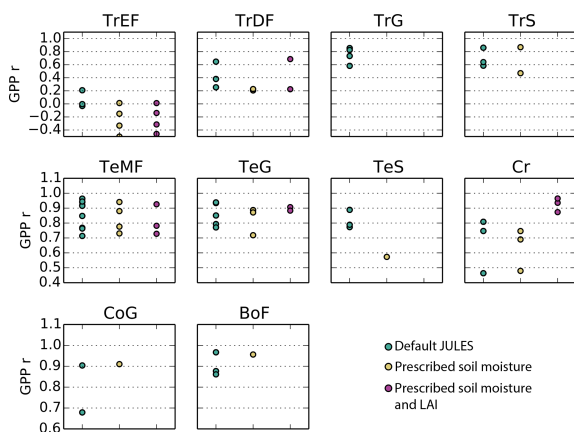 TrEF
TrDF
TrG
TrS
GPP r
1.0
0.8
0.6
0.4
0.2
0.0
−0.2
−0.4
TeMF
TeG
TeS
Cr
GPP r
1.1
1.0
0.9
0.8
0.7
0.6
0.5
0.4
CoG
BoF
GPP r
1.1
1.0
0.9
0.8
0.7
0.6
Default JULES
Prescribed soil moisture
Prescribed soil moisture
and LAI